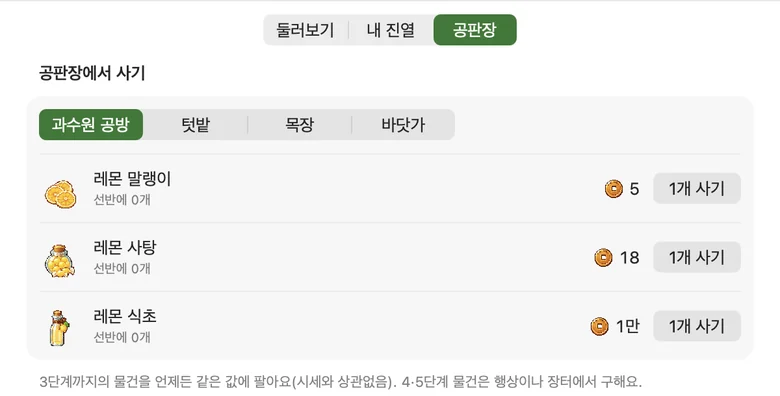 둘러보기 내 진열 공판장
공판장에서 사기
과수원 공방 텃밭 목장 바닷가
레몬 말랭이
선반에 0개
5 1개 사기
레몬 사탕
선반에 0개
18 1개 사기
레몬 식초
선반에 0개
1만 1개 사기
3단계까지의 물건을 언제든 같은 값에 팔아요(시세와 상관없음). 4·5단계 물건은 행상이나 장터에서 구해요.